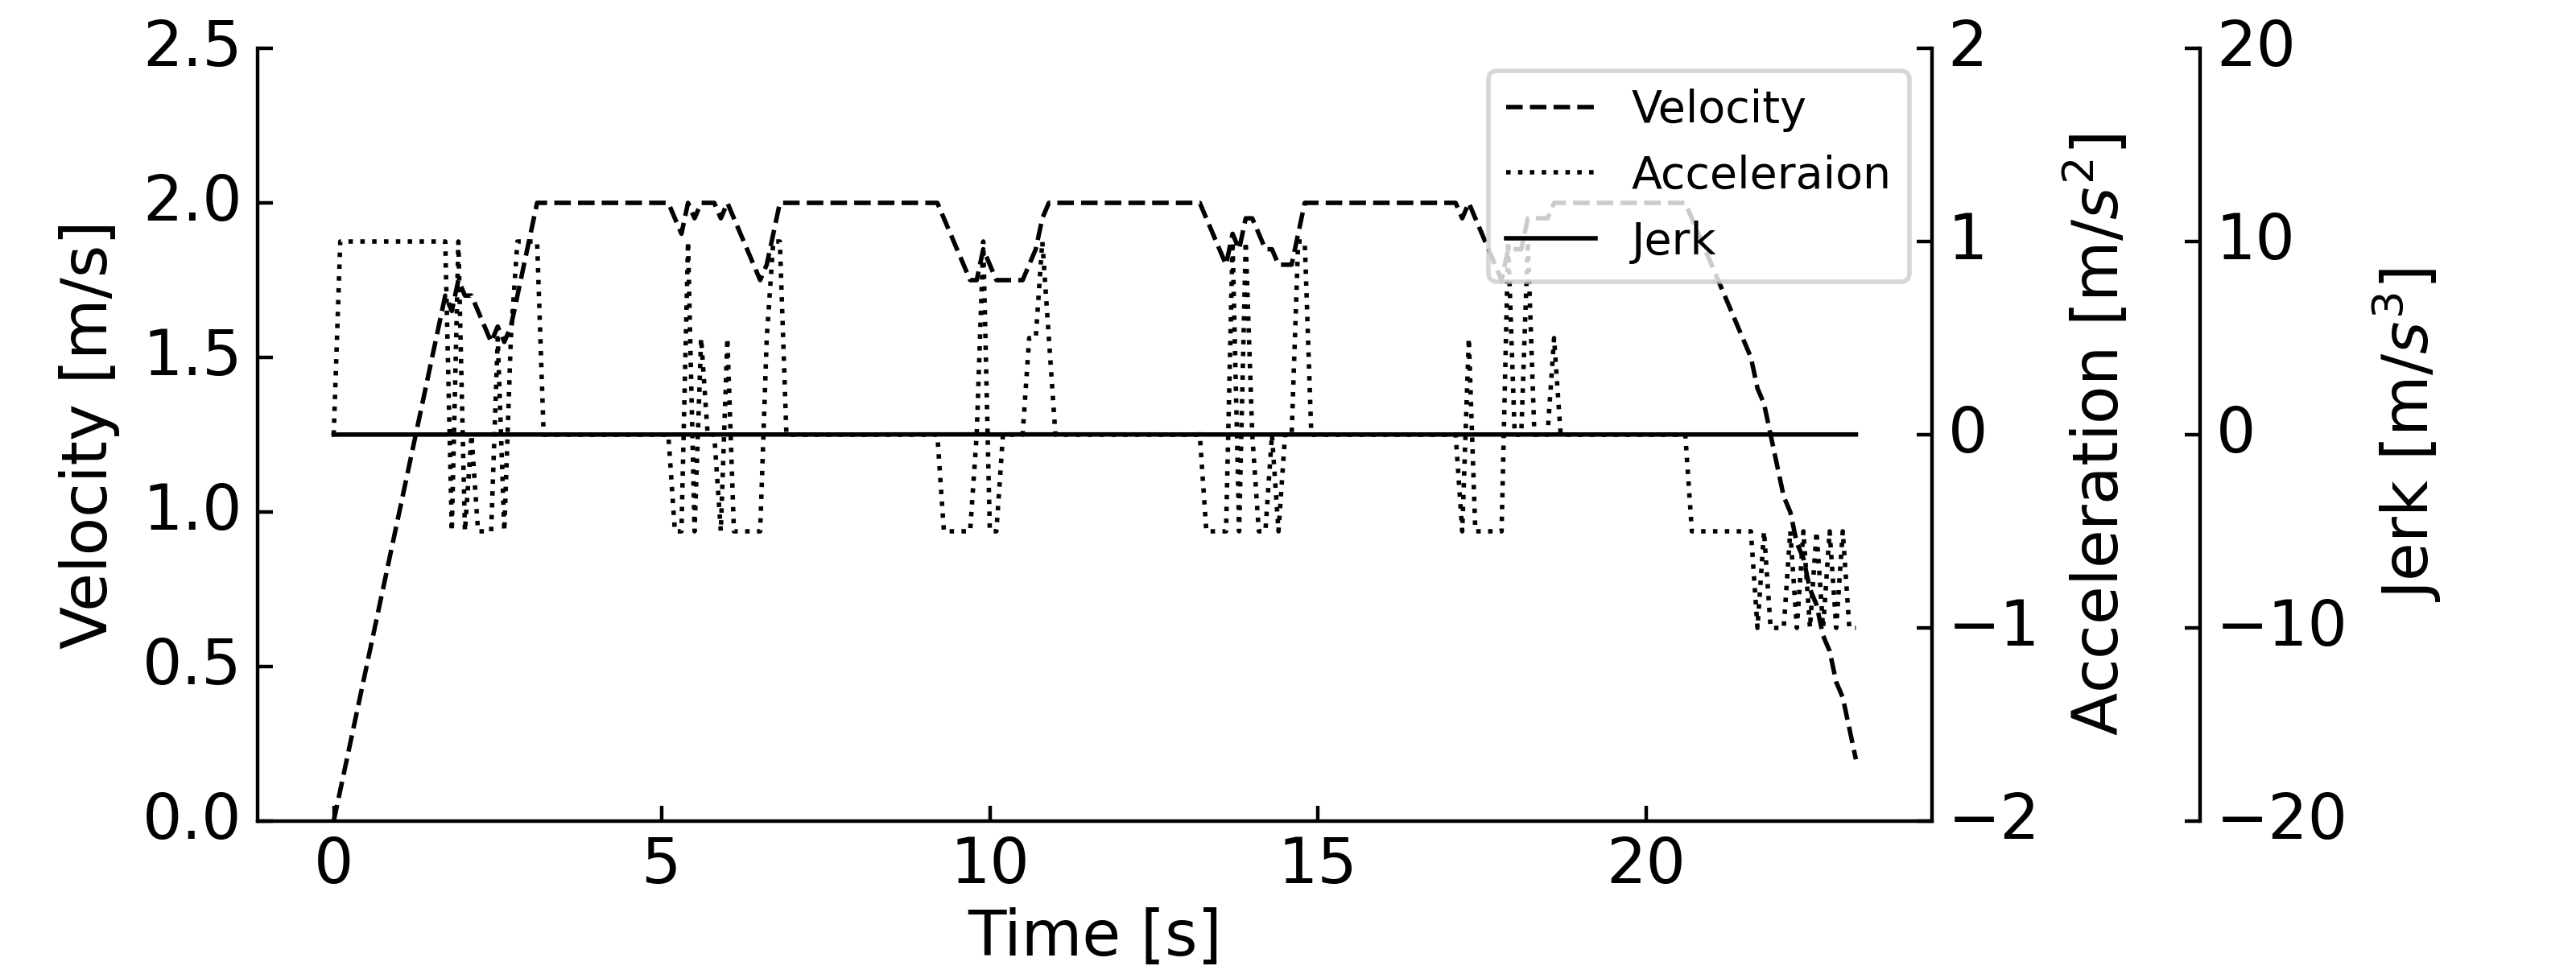 Velocity [m/s]
2.5
2.0
1.5
1.0
0.5
0.0
0 5 10 15 20
Time [s]
Velocity
Acceleraion
Jerk
2
1
0
−1
−2
Acceleration [m/s²]
20
10
0
−10
−20
Jerk [m/s³]